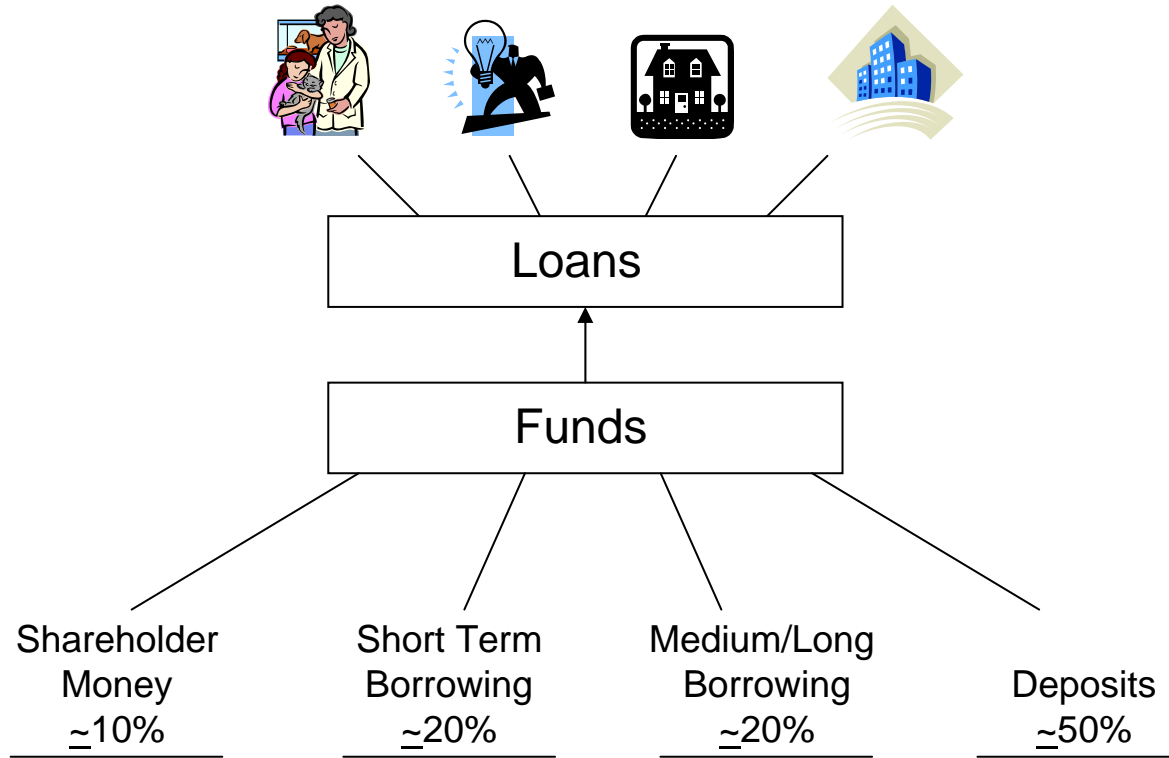 Loans
Funds
Shareholder
Money
~10%
Short Term
Borrowing
~20%
Medium/Long
Borrowing
~20%
Deposits
~50%